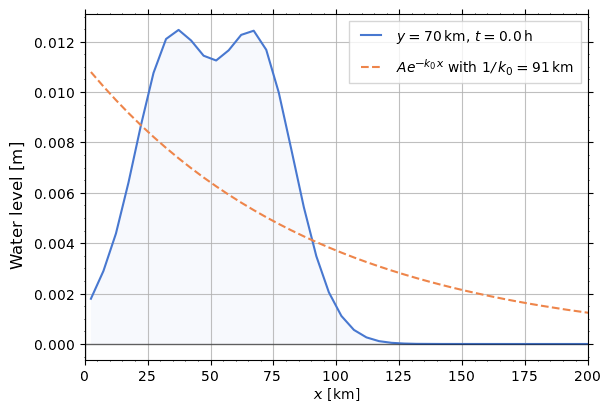 y = 70 km, t = 0.0 h
Ae^{-k_0 x} with 1/k_0 = 91 km
Water level [m]
0.012
0.010
0.008
0.006
0.004
0.002
0.000
0 25 50 75 100 125 150 175 200
x [km]